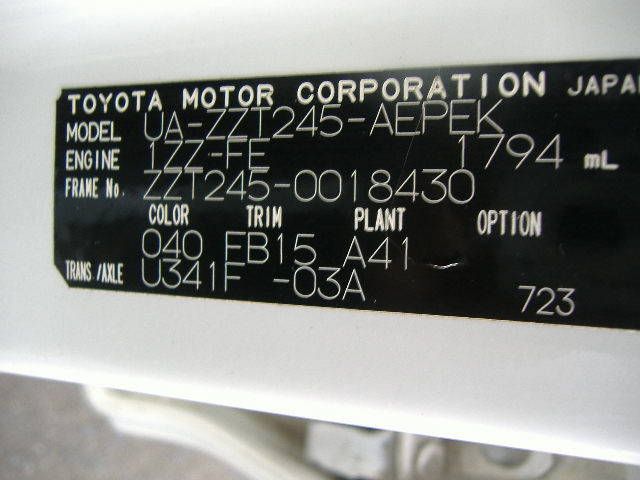 TOYOTA MOTOR CORPORATION JAPA
MODEL UA-ZZT245-AEPEK
ENGINE 1ZZ-FE 1794 mL
FRAME No. ZZT245-0018430
COLOR TRIM PLANT OPTION
040 FB15 A41
TRANS/AXLE U341F -03A
723